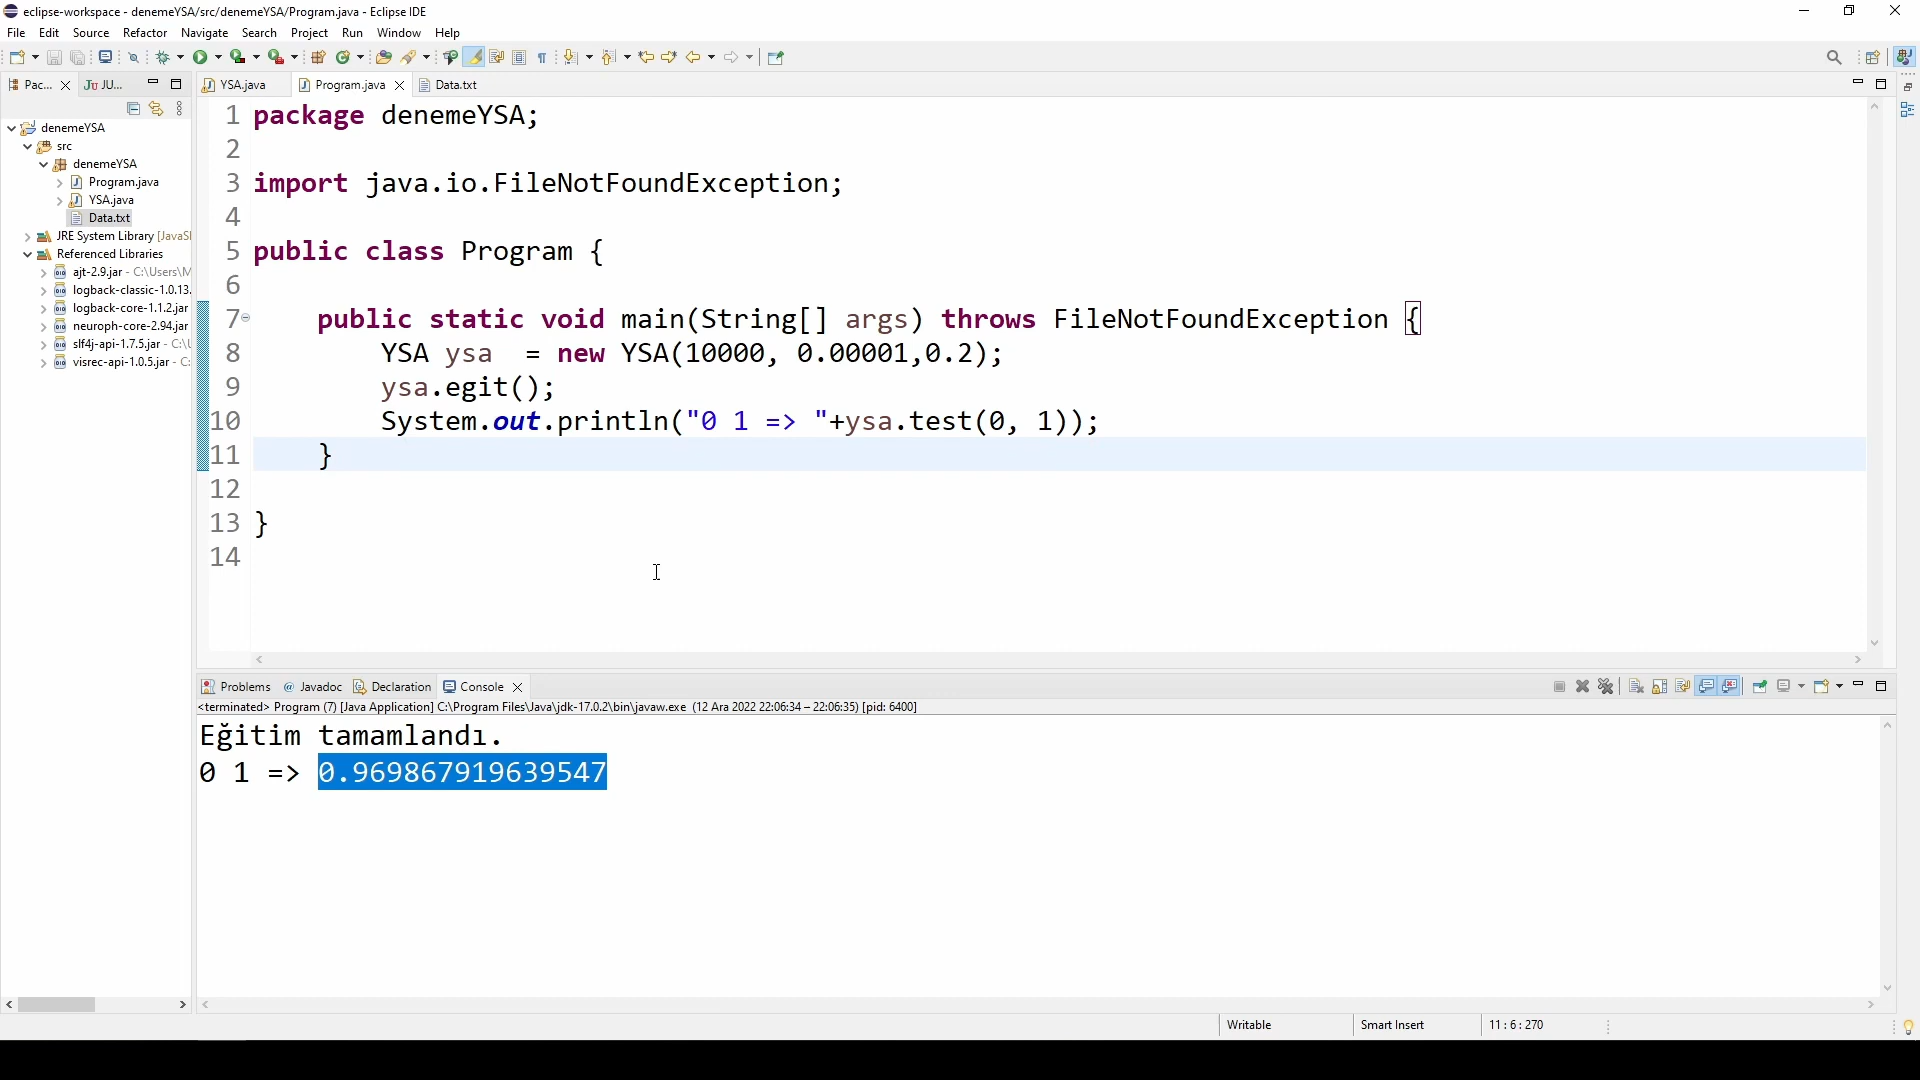 eclipse-workspace - denemeYSA/src/denemeYSA/Program.java - Eclipse IDE
File Edit Source Refactor Navigate Search Project Run Window Help
Pac... JU...
YSA.java Program.java Data.txt
denemeYSA
src
denemeYSA
Program.java
YSA.java
Data.txt
JRE System Library [JavaSI
Referenced Libraries
ajt-2.9.jar - C:\Users\M
logback-classic-1.0.13.
logback-core-1.1.2.jar
neuroph-core-2.94.jar
slf4j-api-1.7.5.jar - C:\U
visrec-api-1.0.5.jar - C:
1 package denemeYSA;
2
3 import java.io.FileNotFoundException;
4
5 public class Program {
6
7 public static void main(String[] args) throws FileNotFoundException {
8 YSA ysa = new YSA(10000, 0.00001,0.2);
9 ysa.egit();
10 System.out.println("0 1 => "+ysa.test(0, 1));
11 }
12
13 }
14
Problems @ Javadoc Declaration Console
<terminated> Program (7) [Java Application] C:\Program Files\Java\jdk-17.0.2\bin\javaw.exe (12 Ara 2022 22:06:34 – 22:06:35) [pid: 6400]
Eğitim tamamlandı.
0 1 => 0.969867919639547
Writable Smart Insert 11 : 6 : 270